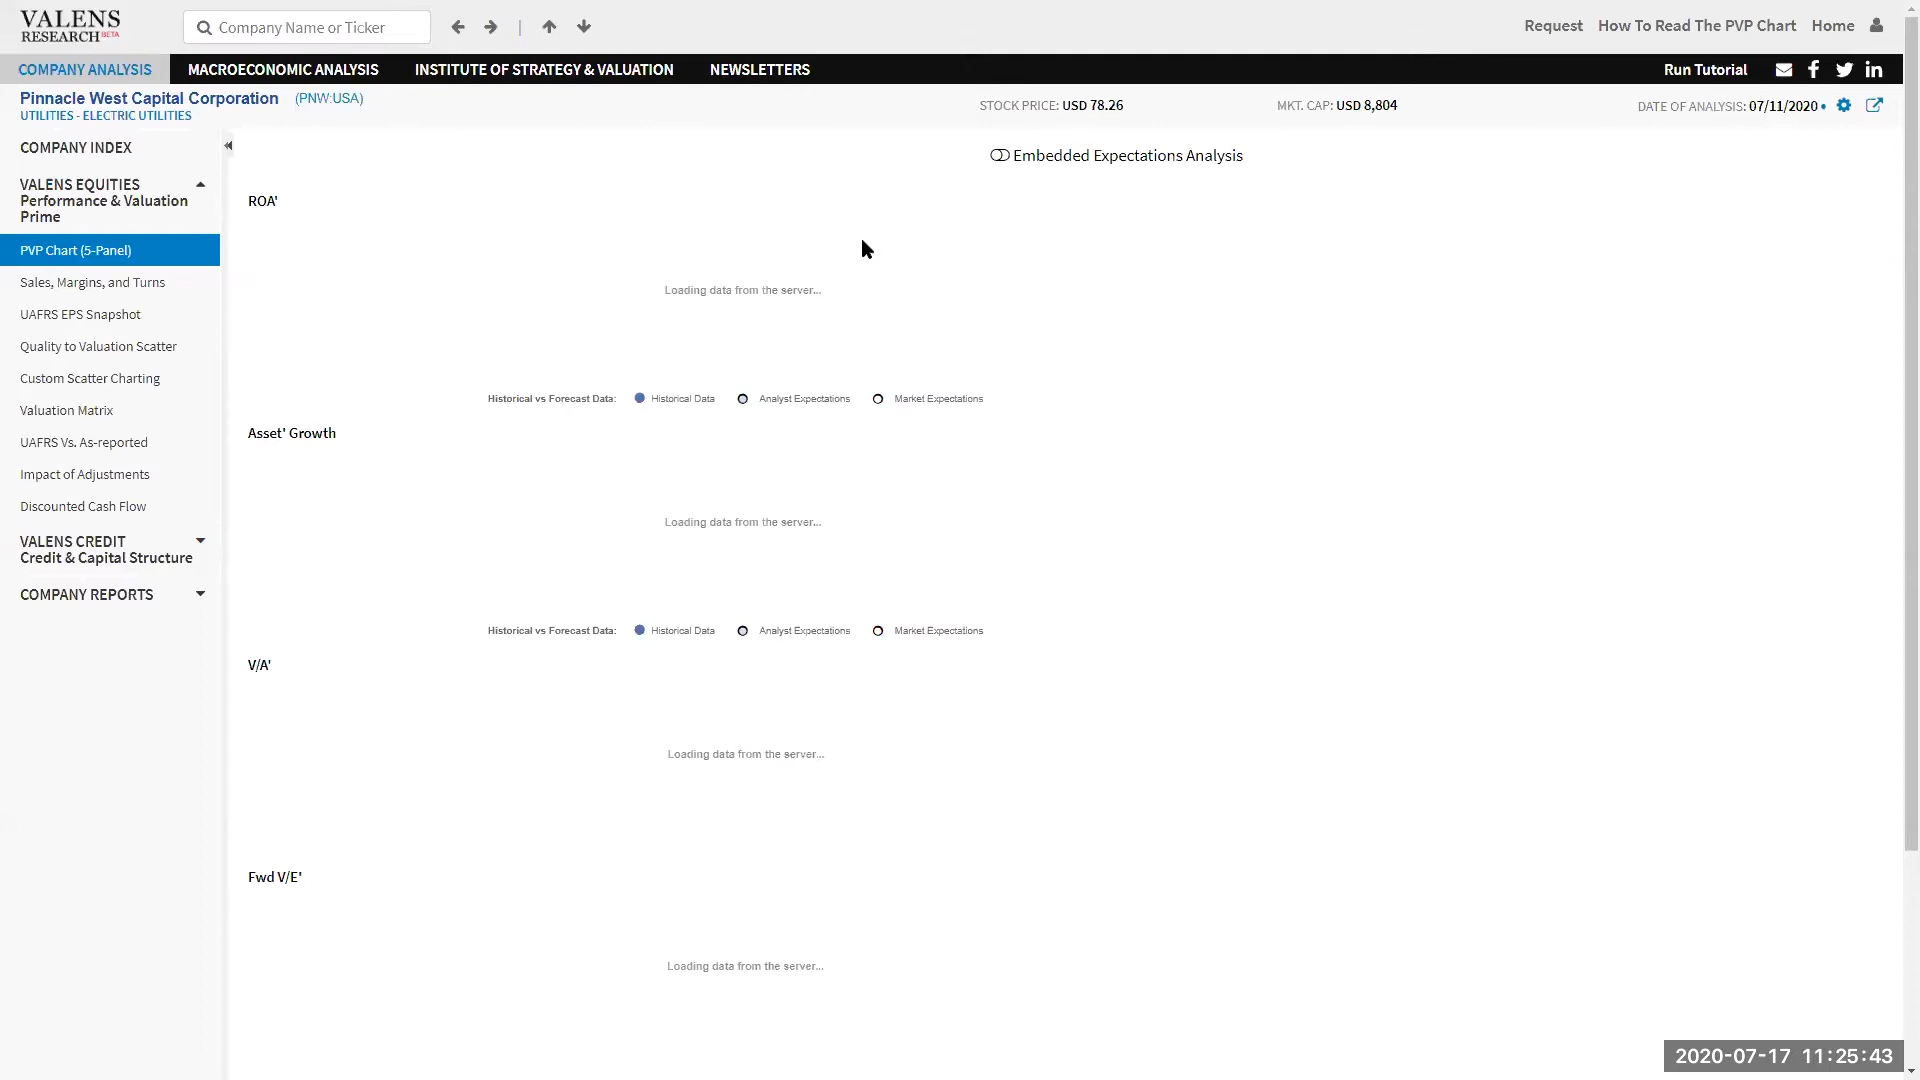 VALENS
RESEARCH BETA
Company Name or Ticker
Request How To Read The PVP Chart Home
COMPANY ANALYSIS MACROECONOMIC ANALYSIS INSTITUTE OF STRATEGY & VALUATION NEWSLETTERS Run Tutorial
Pinnacle West Capital Corporation (PNW:USA)
UTILITIES - ELECTRIC UTILITIES
STOCK PRICE: USD 78.26 MKT. CAP: USD 8,804 DATE OF ANALYSIS: 07/11/2020
COMPANY INDEX
VALENS EQUITIES
Performance & Valuation
Prime
PVP Chart (5-Panel)
Sales, Margins, and Turns
UAFRS EPS Snapshot
Quality to Valuation Scatter
Custom Scatter Charting
Valuation Matrix
UAFRS Vs. As-reported
Impact of Adjustments
Discounted Cash Flow
VALENS CREDIT
Credit & Capital Structure
COMPANY REPORTS
Embedded Expectations Analysis
ROA'
Loading data from the server...
Historical vs Forecast Data: Historical Data Analyst Expectations Market Expectations
Asset' Growth
Loading data from the server...
Historical vs Forecast Data: Historical Data Analyst Expectations Market Expectations
V/A'
Loading data from the server...
Fwd V/E'
Loading data from the server...
2020-07-17 11:25:43